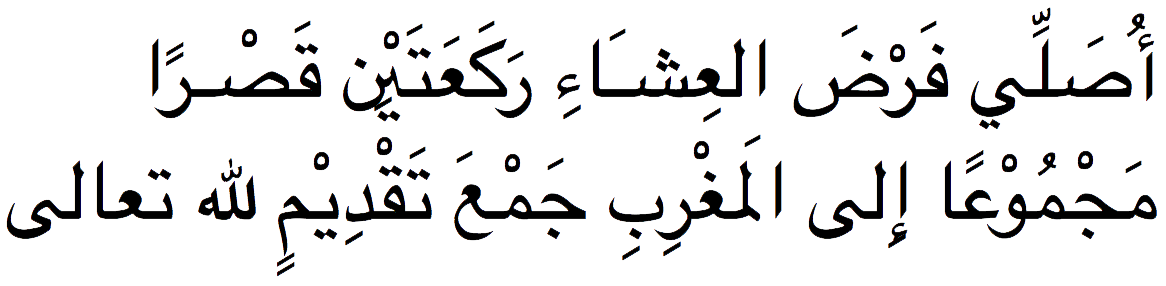 أُصَلِّي فَرْضَ العِشَاءِ رَكَعَتَيْنِ قَصْرًا
مَجْمُوْعًا إِلى المَغْرِبِ جَمْعَ تَقْدِيْمٍ لله تعالى